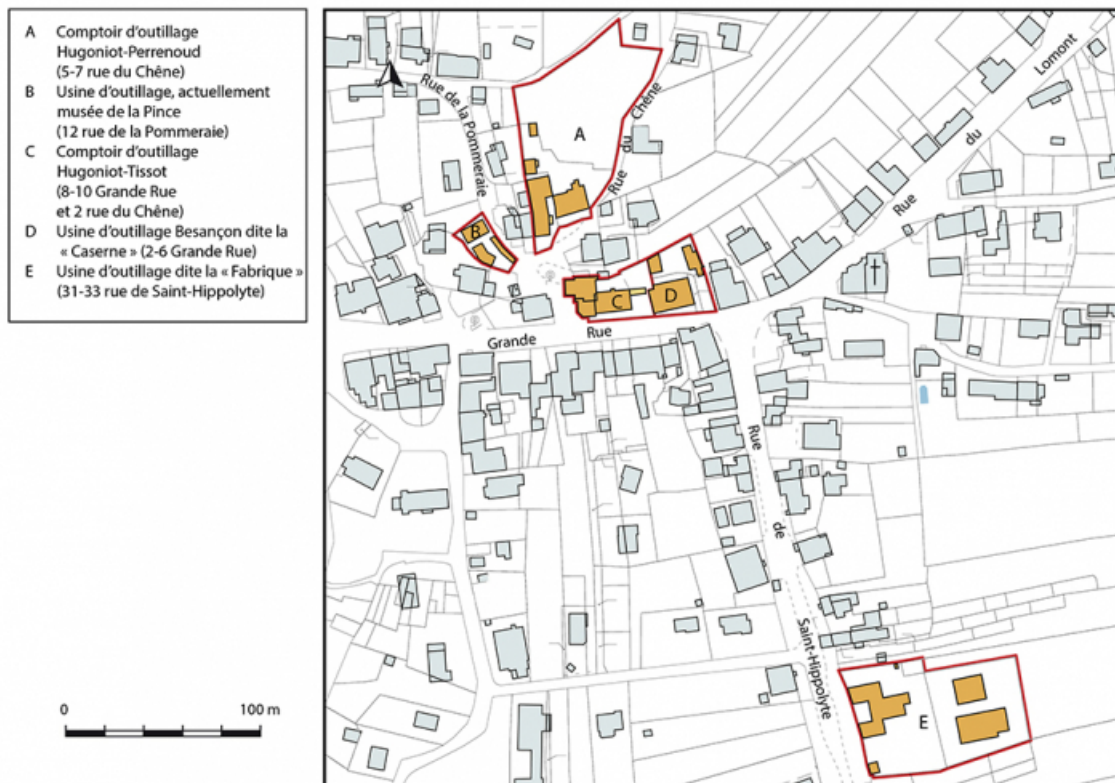 A Comptoir d’outillage
Hugoniot-Perrenoud
(5-7 rue du Chêne)
B Usine d’outillage, actuellement
musée de la Pince
(12 rue de la Pommeraie)
C Comptoir d’outillage
Hugoniot-Tissot
(8-10 Grande Rue
et 2 rue du Chêne)
D Usine d’outillage Besançon dite la
« Caserne » (2-6 Grande Rue)
E Usine d’outillage dite la « Fabrique »
(31-33 rue de Saint-Hippolyte)
0 100 m
Rue de la Pommeraie
A
Rue du Chêne
Rue du Lomont
B
C
D
Grande Rue
Rue de Saint-Hippolyte
E